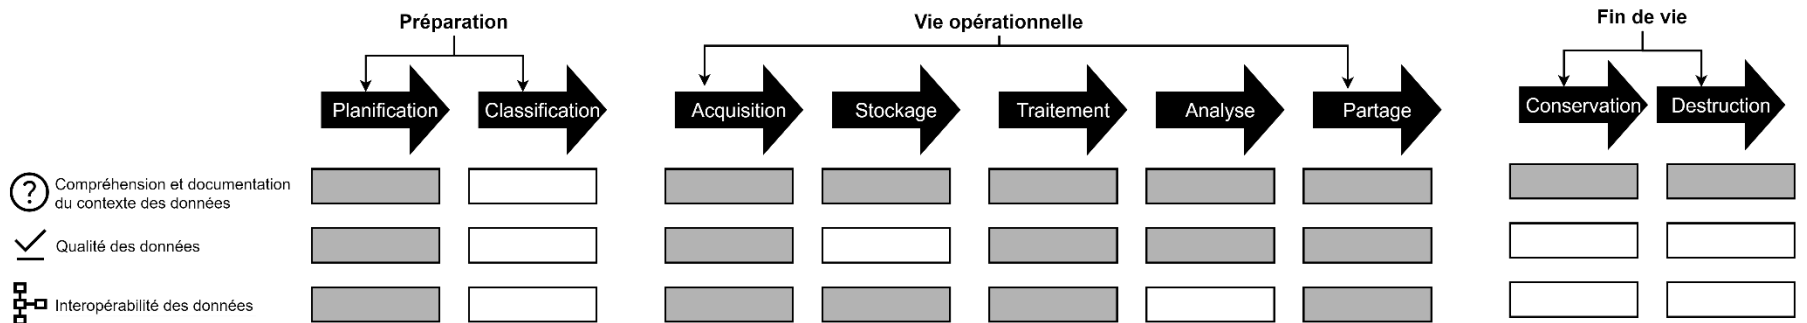 Préparation
Vie opérationnelle
Fin de vie
Planification
Classification
Acquisition
Stockage
Traitement
Analyse
Partage
Conservation
Destruction
?
Compréhension et documentation
du contexte des données
Qualité des données
Interopérabilité des données